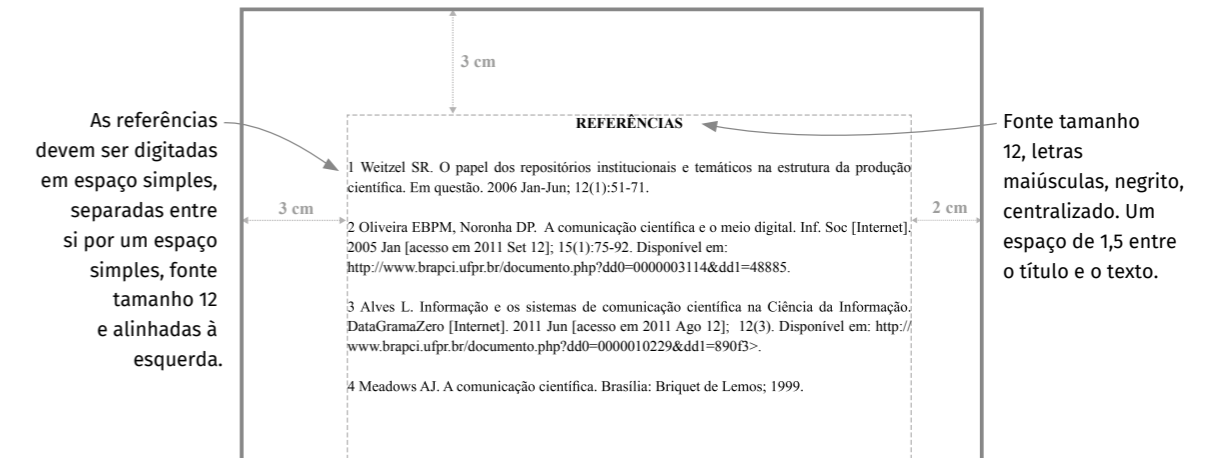 3 cm
As referências
devem ser digitadas
em espaço simples,
separadas entre
si por um espaço
simples, fonte
tamanho 12
e alinhadas à
esquerda.
3 cm
REFERÊNCIAS
1 Weitzel SR. O papel dos repositórios institucionais e temáticos na estrutura da produção
científica. Em questão. 2006 Jan-Jun; 12(1):51-71.
2 Oliveira EBPM, Noronha DP. A comunicação científica e o meio digital. Inf. Soc [Internet].
2005 Jan [acesso em 2011 Set 12]; 15(1):75-92. Disponível em:
http://www.brapci.ufpr.br/documento.php?dd0=0000003114&dd1=48885.
3 Alves L. Informação e os sistemas de comunicação científica na Ciência da Informação.
DataGramaZero [Internet]. 2011 Jun [acesso em 2011 Ago 12]; 12(3). Disponível em: http://
www.brapci.ufpr.br/documento.php?dd0=0000010229&dd1=890f3>.
4 Meadows AJ. A comunicação científica. Brasília: Briquet de Lemos; 1999.
2 cm
Fonte tamanho
12, letras
maiúsculas, negrito,
centralizado. Um
espaço de 1,5 entre
o título e o texto.